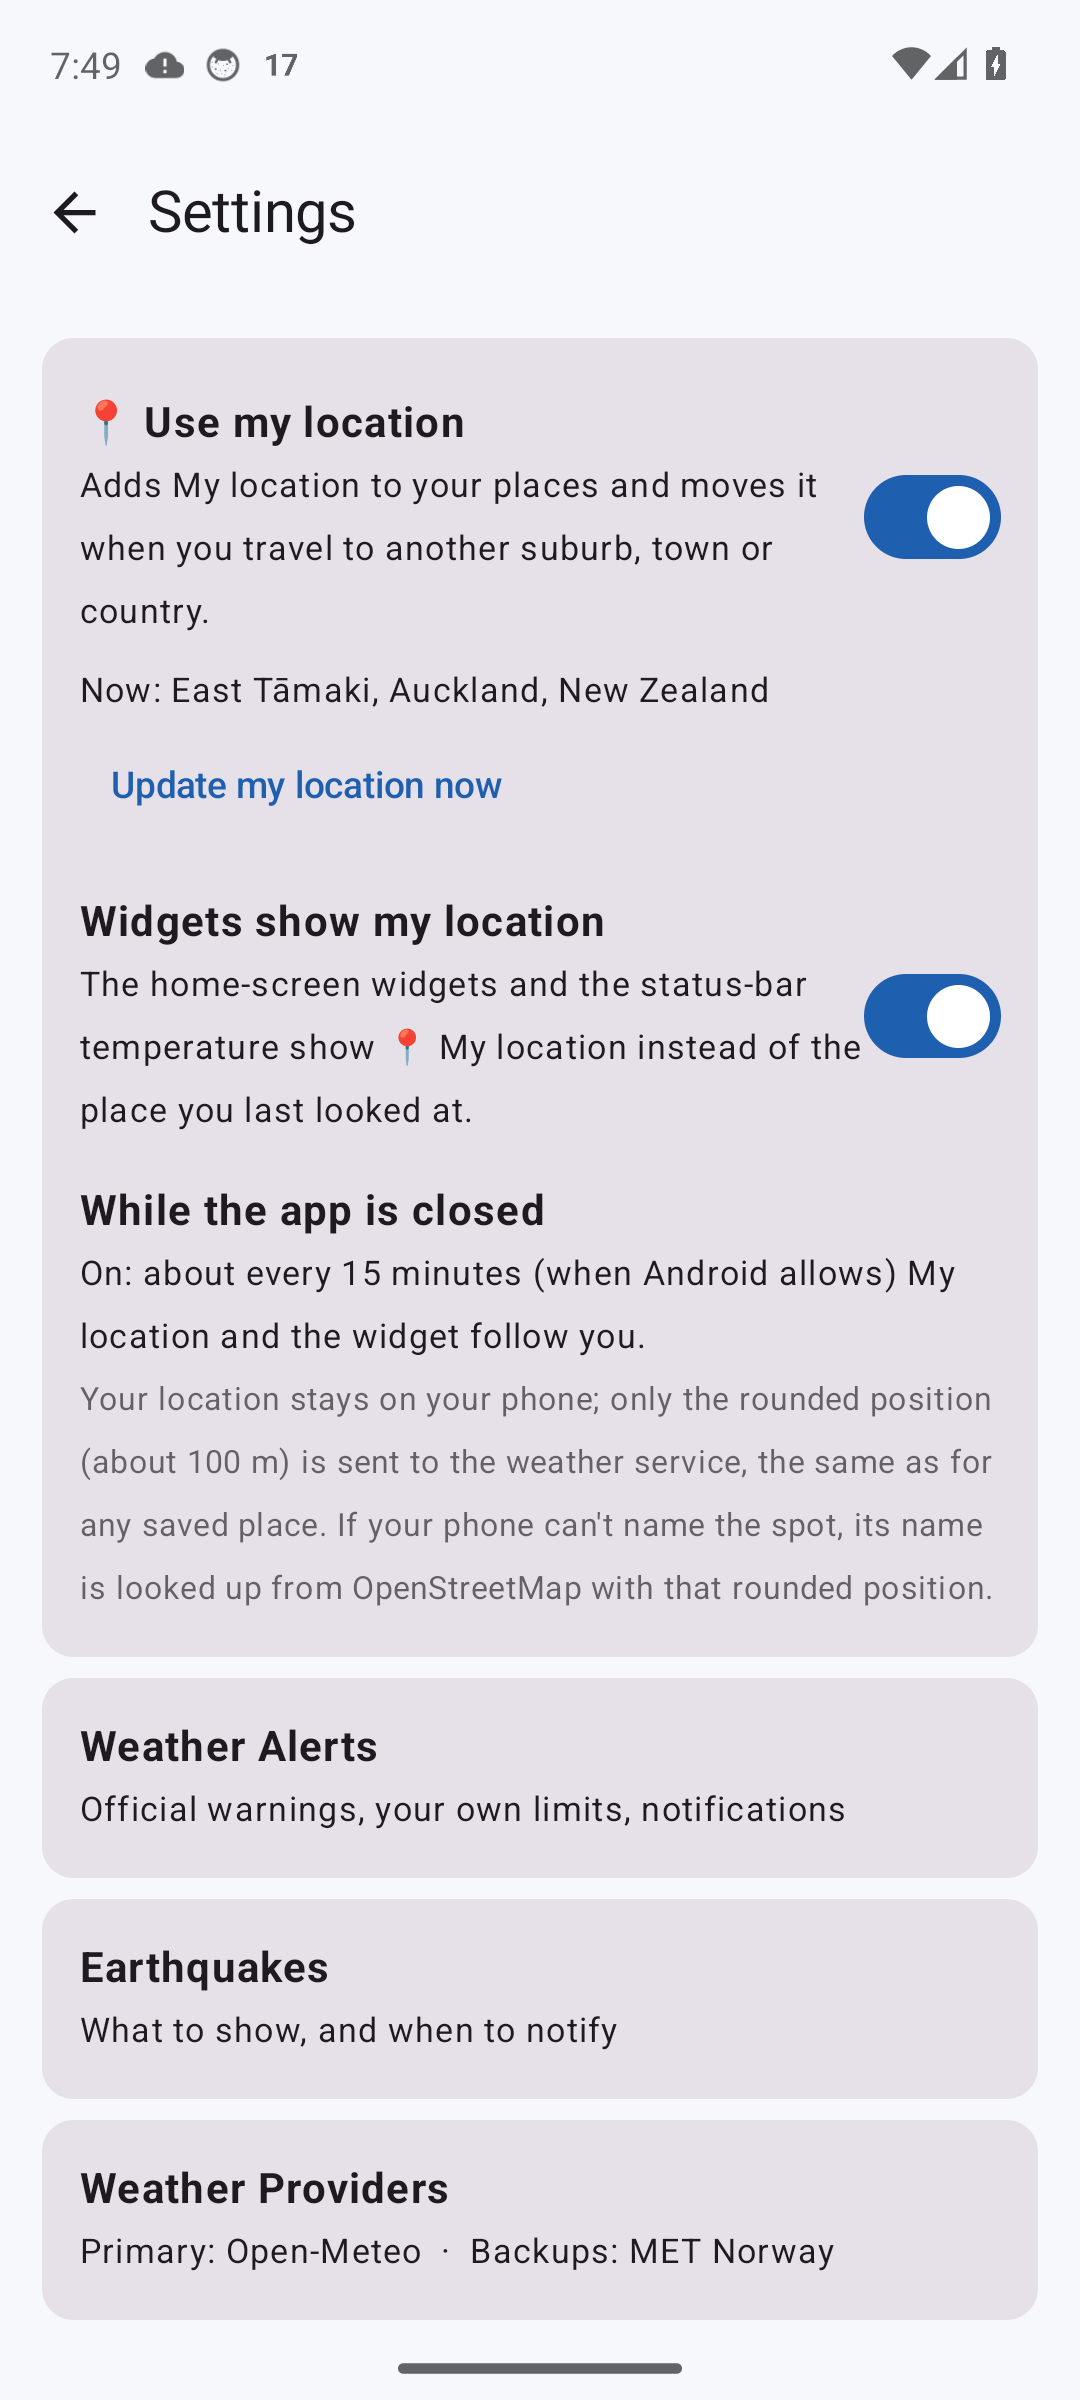 7:49 17
Settings
📍 Use my location
Adds My location to your places and moves it
when you travel to another suburb, town or
country.
Now: East Tāmaki, Auckland, New Zealand
Update my location now
Widgets show my location
The home-screen widgets and the status-bar
temperature show 📍 My location instead of the
place you last looked at.
While the app is closed
On: about every 15 minutes (when Android allows) My
location and the widget follow you.
Your location stays on your phone; only the rounded position
(about 100 m) is sent to the weather service, the same as for
any saved place. If your phone can't name the spot, its name
is looked up from OpenStreetMap with that rounded position.
Weather Alerts
Official warnings, your own limits, notifications
Earthquakes
What to show, and when to notify
Weather Providers
Primary: Open-Meteo · Backups: MET Norway